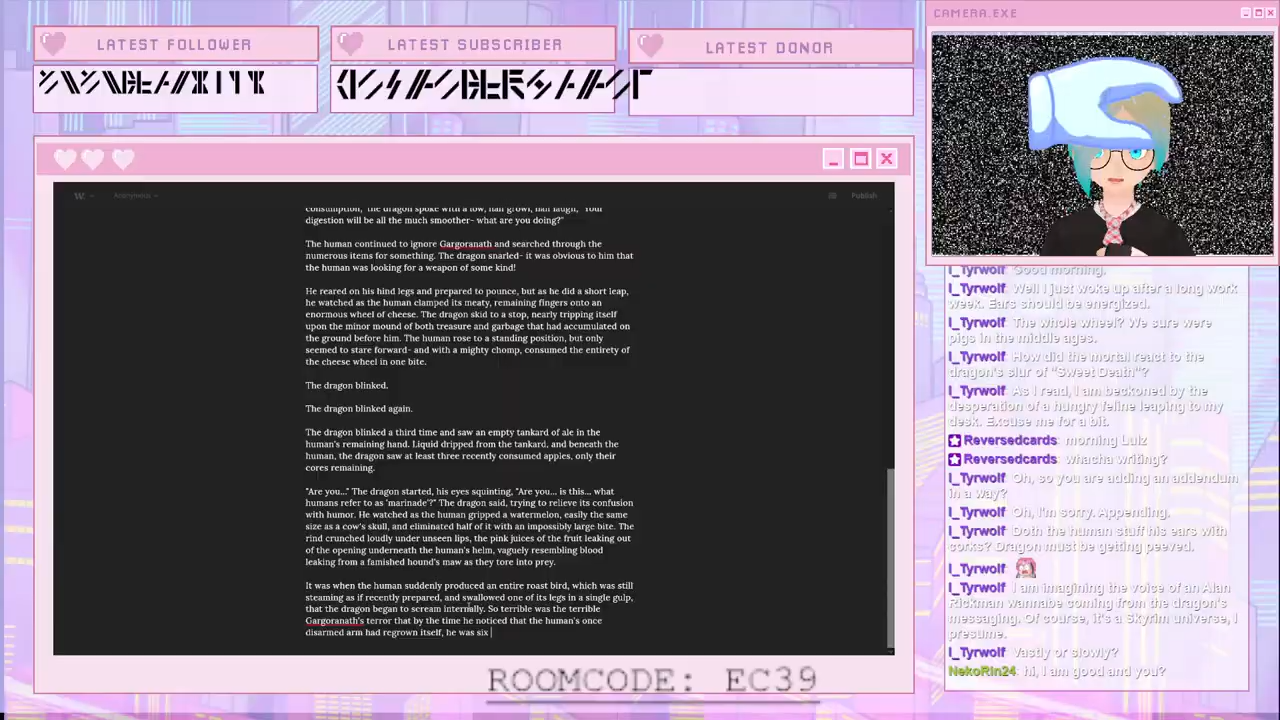 LATEST FOLLOWER
LATEST SUBSCRIBER
LATEST DONOR
CAMERA.EXE
W
Anonymous
Publish
consumption," the dragon spoke with a low, half growl, half laugh, "Your
digestion will be all the much smoother- what are you doing?"
The human continued to ignore Gargoranath and searched through the
numerous items for something. The dragon snarled- it was obvious to him that
the human was looking for a weapon of some kind!
He reared on his hind legs and prepared to pounce, but as he did a short leap,
he watched as the human clamped its meaty, remaining fingers onto an
enormous wheel of cheese. The dragon skid to a stop, nearly tripping itself
upon the minor mound of both treasure and garbage that had accumulated on
the ground before him. The human rose to a standing position, but only
seemed to stare forward- and with a mighty chomp, consumed the entirety of
the cheese wheel in one bite.
The dragon blinked.
The dragon blinked again.
The dragon blinked a third time and saw an empty tankard of ale in the
human's remaining hand. Liquid dripped from the tankard, and beneath the
human, the dragon saw at least three recently consumed apples, only their
cores remaining.
"Are you..." The dragon started, his eyes squinting, "Are you... is this... what
humans refer to as 'marinade'?" The dragon said, trying to relieve its confusion
with humor. He watched as the human gripped a watermelon, easily the same
size as a cow's skull, and eliminated half of it with an impossibly large bite. The
rind crunched loudly under unseen lips, the pink juices of the fruit leaking out
of the opening underneath the human's helm, vaguely resembling blood
leaking from a famished hound's maw as they tore into prey.
It was when the human suddenly produced an entire roast bird, which was still
steaming as if recently prepared, and swallowed one of its legs in a single gulp,
that the dragon began to scream internally. So terrible was the terrible
Gargoranath's terror that by the time he noticed that the human's once
disarmed arm had regrown itself, he was six
ROOMCODE: EC39
I_Tyrwolf: Good morning.
I_Tyrwolf: Well I just woke up after a long work
week. Ears should be energized.
I_Tyrwolf: The whole wheel? We sure were
pigs in the middle ages.
I_Tyrwolf: How did the mortal react to the
dragon's slur of "Sweet Death"?
I_Tyrwolf: As I read, I am beckoned by the
desperation of a hungry feline leaping to my
desk. Excuse me for a bit.
Reversedcards: morning Lulz
Reversedcards: whacha writing?
I_Tyrwolf: Oh, so you are adding an addendum
in a way?
I_Tyrwolf: Oh, I'm sorry. Appending.
I_Tyrwolf: Doth the human stuff his ears with
corks? Dragon must be getting peeved.
I_Tyrwolf:
I_Tyrwolf: I am imagining the voice of an Alan
Rickman wannabe coming from the dragon's
messaging. Of course, it's a Skyrim universe, I
presume.
I_Tyrwolf: Vastly or slowly?
NekoRin24: hi, I am good and you?